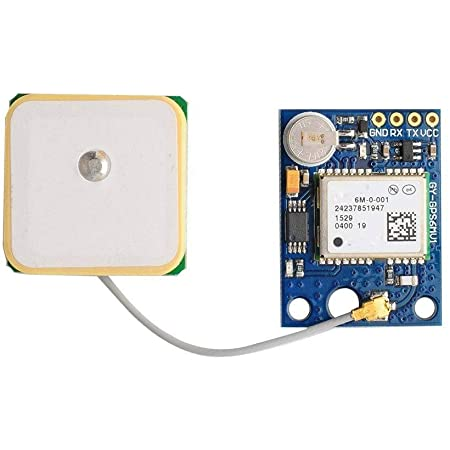 GND RX TX VCC
6M-0-001
24237851947
1529
0400 19
GY-GPS6MV1